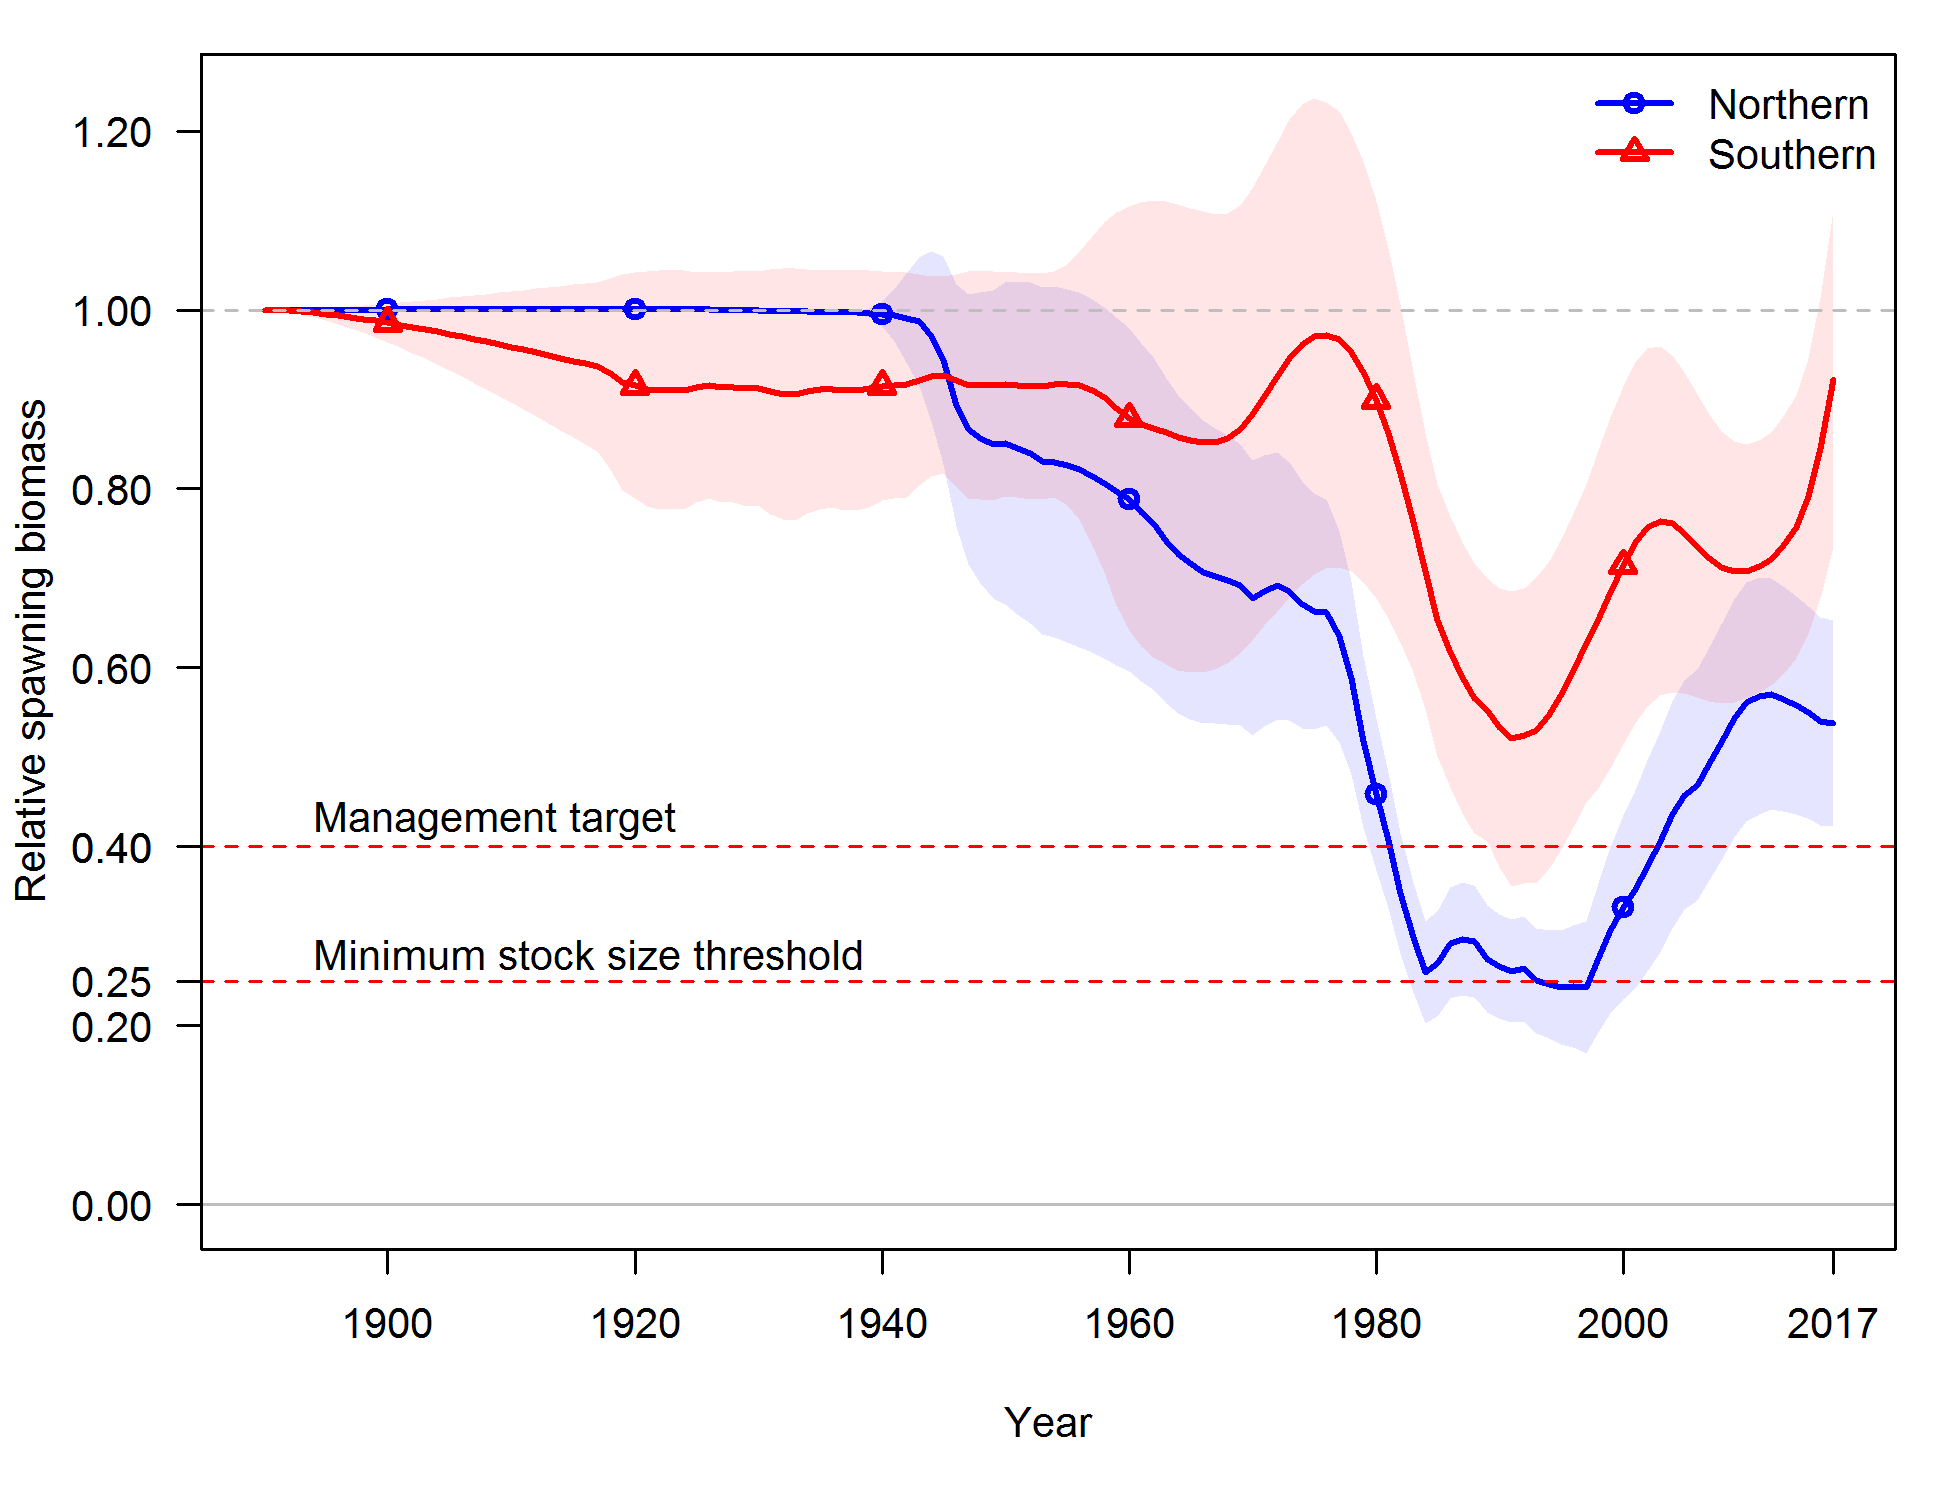 Northern
Southern
1.20
1.00
0.80
0.60
0.40
0.25
0.20
0.00
Relative spawning biomass
Management target
Minimum stock size threshold
1900 1920 1940 1960 1980 2000 2017
Year